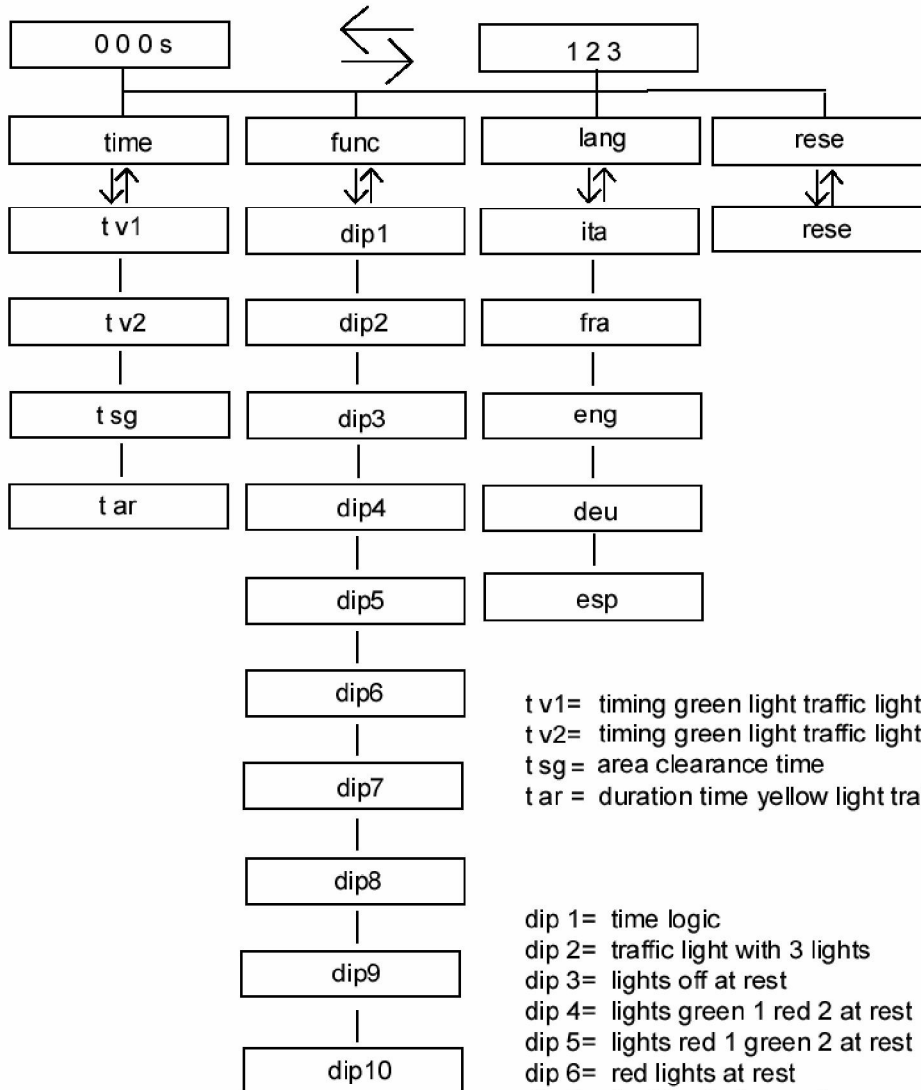 0 0 0 s
1 2 3
time
func
lang
rese
t v1
dip1
ita
rese
t v2
dip2
fra
t sg
dip3
eng
t ar
dip4
deu
dip5
esp
dip6
dip7
dip8
dip9
dip10
t v1= timing green light traffic light
t v2= timing green light traffic light
t sg = area clearance time
t ar = duration time yellow light tra
dip 1= time logic
dip 2= traffic light with 3 lights
dip 3= lights off at rest
dip 4= lights green 1 red 2 at rest
dip 5= lights red 1 green 2 at rest
dip 6= red lights at rest